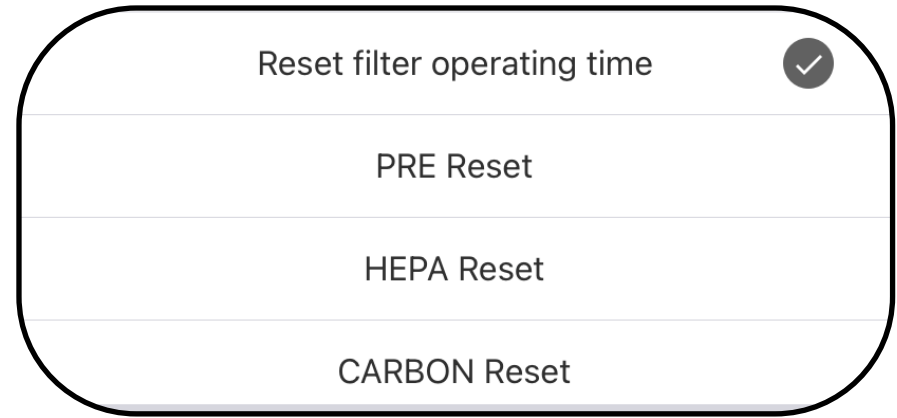 Reset filter operating time
PRE Reset
HEPA Reset
CARBON Reset